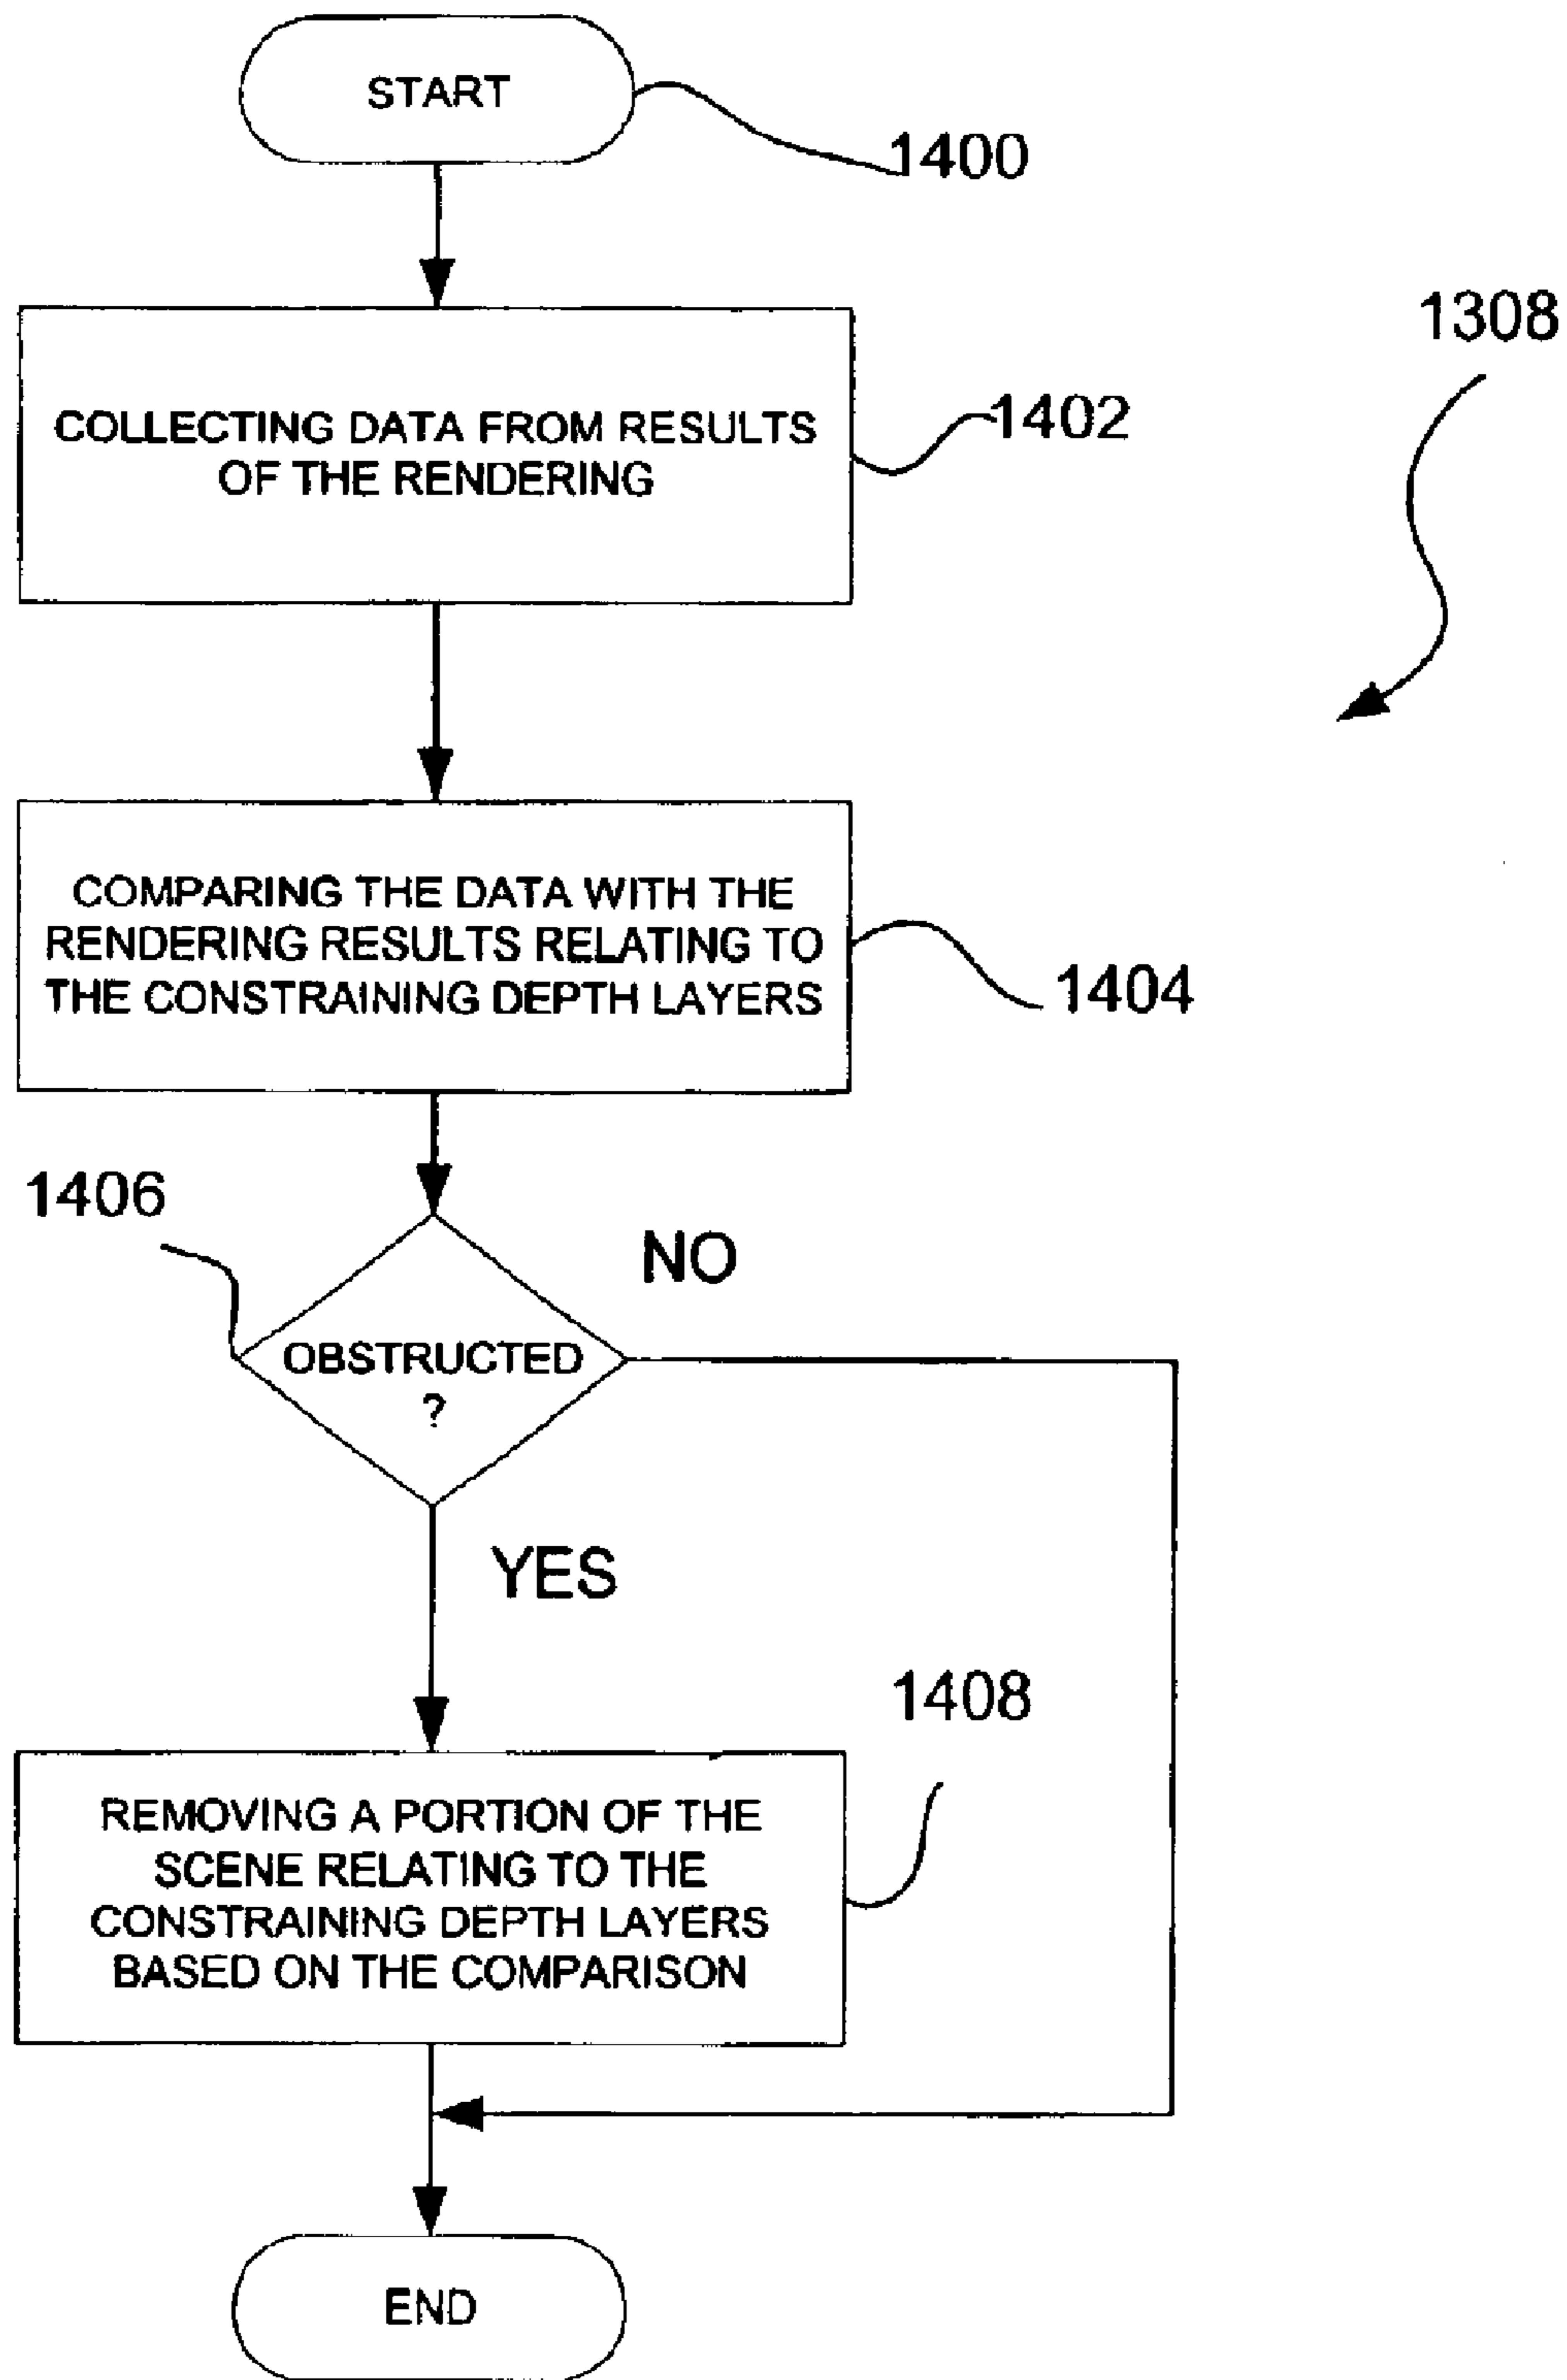 START
1400
1308
COLLECTING DATA FROM RESULTS
OF THE RENDERING
1402
COMPARING THE DATA WITH THE
RENDERING RESULTS RELATING TO
THE CONSTRAINING DEPTH LAYERS
1404
1406
NO
OBSTRUCTED
?
YES
1408
REMOVING A PORTION OF THE
SCENE RELATING TO THE
CONSTRAINING DEPTH LAYERS
BASED ON THE COMPARISON
END